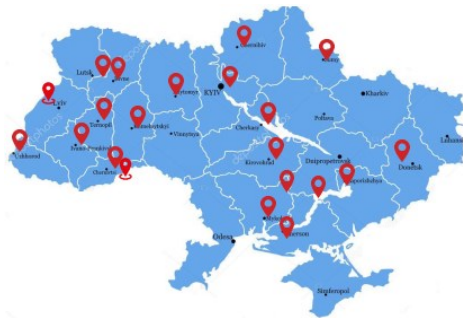 Chernihiv
Sumy
Lutsk
Rivne
Zhytomyr
KYIV
Kharkiv
Lviv
Ternopil
Khmelnytskyi
Cherkasy
Poltava
Vinnytsya
Luhansk
Uzhhorod
Ivano-Frankivsk
Chernivtsi
Kirovohrad
Dnipropetrovsk
Donetsk
Zaporizhzhya
Mykolaiv
Kherson
Odesa
Simferopol